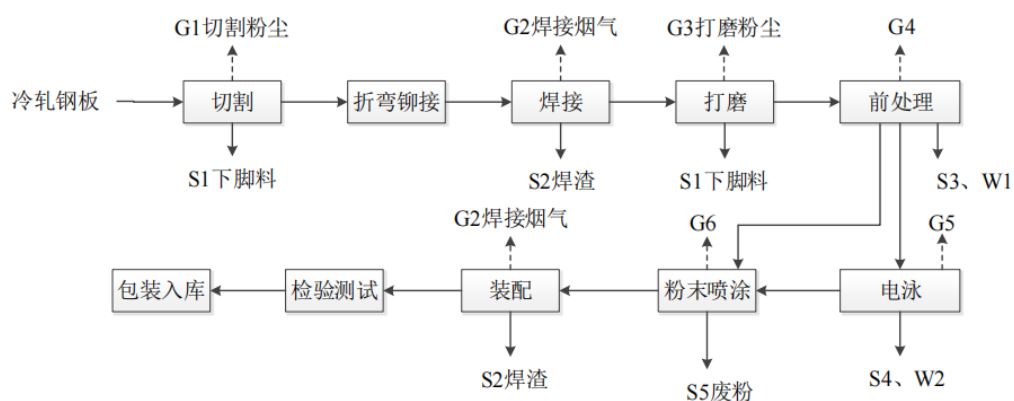 G1切割粉尘
G2焊接烟气
G3打磨粉尘
G4
冷轧钢板
切割
折弯铆接
焊接
打磨
前处理
S1下脚料
S2焊渣
S1下脚料
S3、W1
G2焊接烟气
G6
G5
包装入库
检验测试
装配
粉末喷涂
电泳
S2焊渣
S5废粉
S4、W2